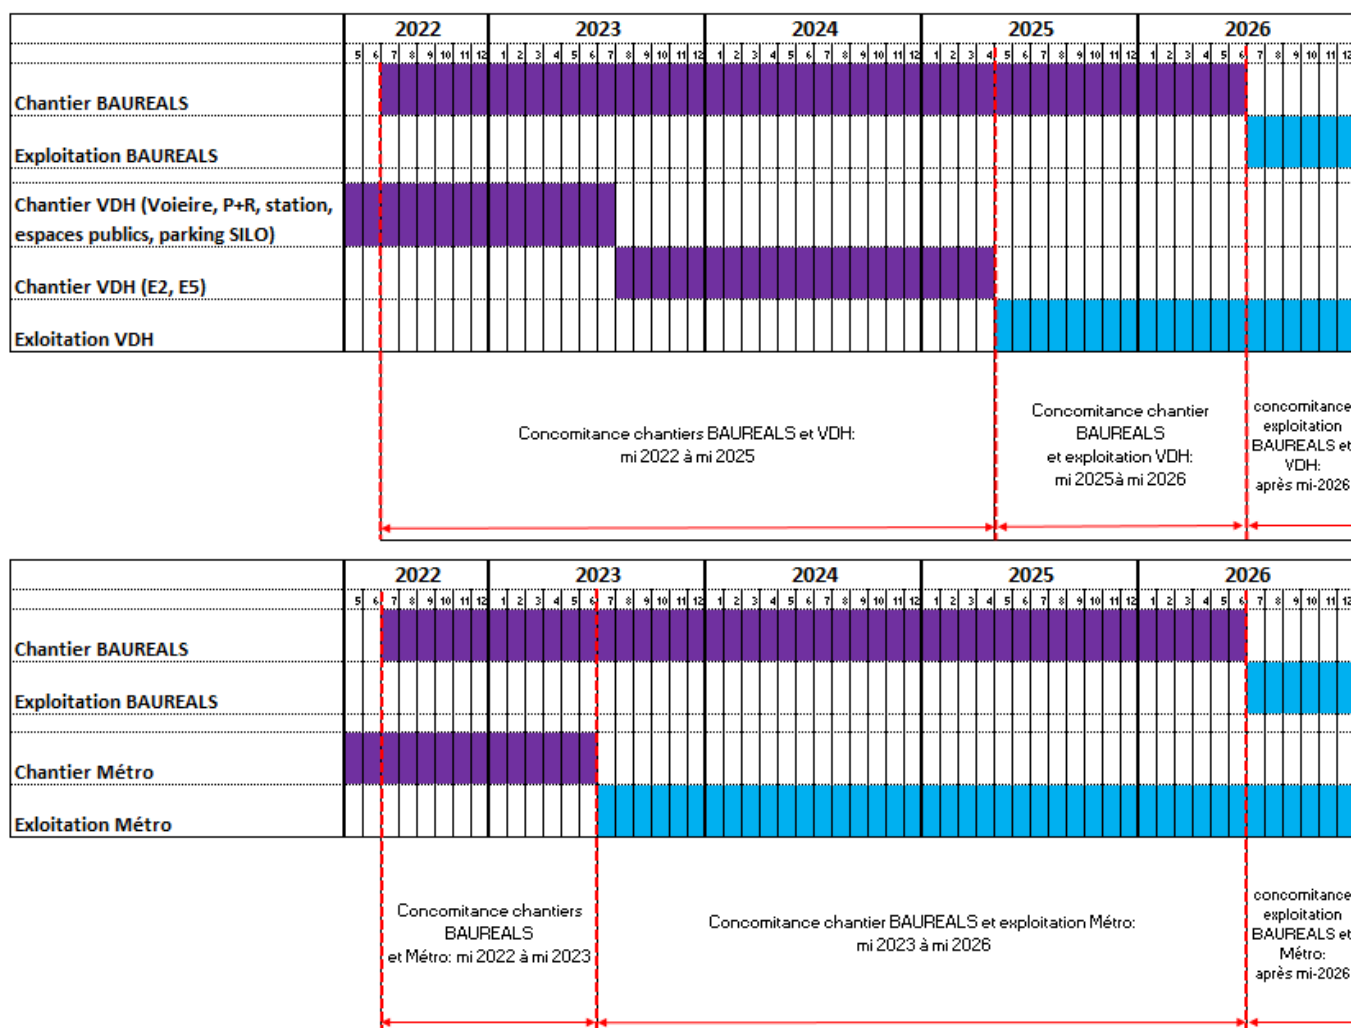 2022 2023 2024 2025 2026
5 6 7 8 9 10 11 12 1 2 3 4 5 6 7 8 9 10 11 12 1 2 3 4 5 6 7 8 9 10 11 12 1 2 3 4 5 6 7 8 9 10 11 12 1 2 3 4 5 6 7 8 9 10 11 12
Chantier BAUREALS
Exploitation BAUREALS
Chantier VDH (Voieire, P+R, station,
espaces publics, parking SILO)
Chantier VDH (E2, E5)
Exloitation VDH
Concomitance chantiers BAUREALS et VDH:
mi 2022 à mi 2025
Concomitance chantier
BAUREALS
et exploitation VDH:
mi 2025à mi 2026
concomitance
exploitation
BAUREALS et
VDH:
après mi-2026
2022 2023 2024 2025 2026
5 6 7 8 9 10 11 12 1 2 3 4 5 6 7 8 9 10 11 12 1 2 3 4 5 6 7 8 9 10 11 12 1 2 3 4 5 6 7 8 9 10 11 12 1 2 3 4 5 6 7 8 9 10 11 12
Chantier BAUREALS
Exploitation BAUREALS
Chantier Métro
Exloitation Métro
Concomitance chantiers
BAUREALS
et Métro: mi 2022 à mi 2023
Concomitance chantier BAUREALS et exploitation Métro:
mi 2023 à mi 2026
concomitance
exploitation
BAUREALS et
Métro:
après mi-2026